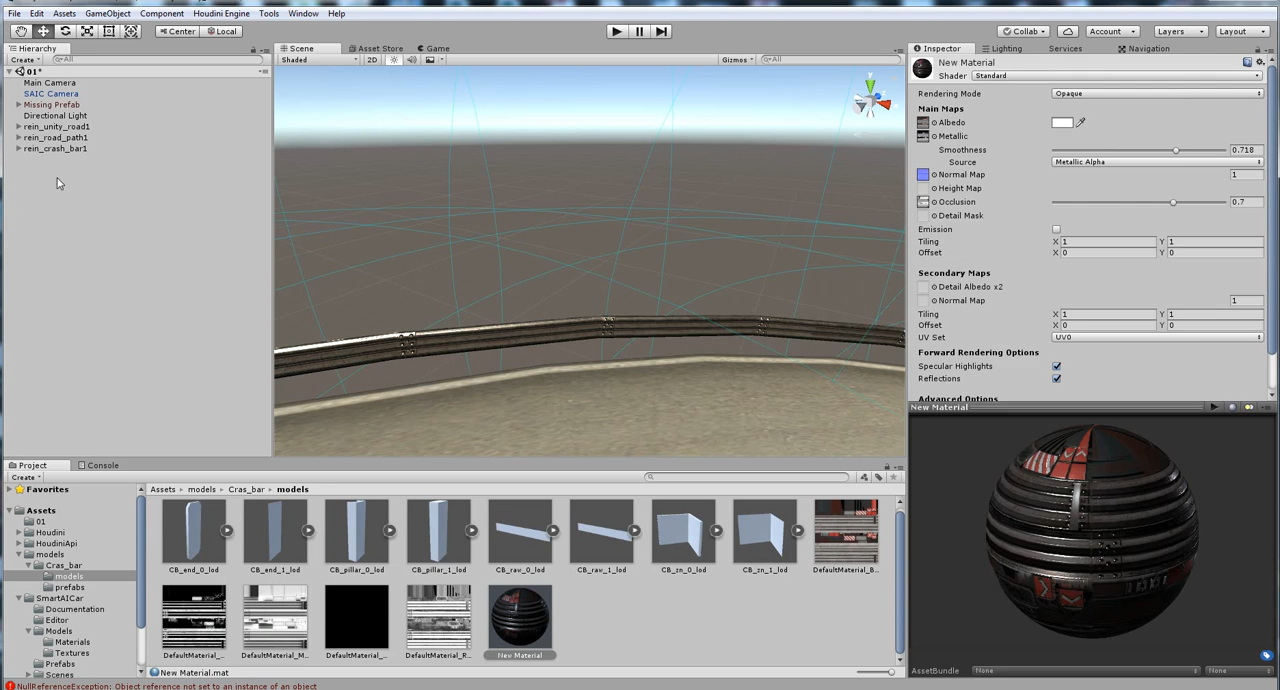 File Edit Assets GameObject Component Houdini Engine Tools Window Help
Center Local Collab Account Layers Layout
Hierarchy
Create All
01*
Main Camera
SAIC Camera
Missing Prefab
Directional Light
rein_unity_road1
rein_road_path1
rein_crash_bar1
Scene Asset Store Game
Shaded 2D Gizmos All
y
Inspector Lighting Services Navigation
New Material
Shader Standard
Rendering Mode Opaque
Main Maps
Albedo
Metallic
Smoothness 0.718
Source Metallic Alpha
Normal Map 1
Height Map
Occlusion 0.7
Detail Mask
Emission
Tiling X 1 Y 1
Offset X 0 Y 0
Secondary Maps
Detail Albedo x2
Normal Map 1
Tiling X 1 Y 1
Offset X 0 Y 0
UV Set UV0
Forward Rendering Options
Specular Highlights
Reflections
Advanced Options
New Material
AssetBundle None None
Project Console
Create
Favorites
Assets
01
Houdini
HoudiniApi
models
Cras_bar
models
prefabs
SmartAICar
Documentation
Editor
Models
Materials
Textures
Prefabs
Scenes
Assets models Cras_bar models
CB_end_0_lod CB_end_1_lod CB_pillar_0_lod CB_pillar_1_lod CB_rav_0_lod CB_rav_1_lod CB_zn_0_lod CB_zn_1_lod DefaultMaterial_B...
DefaultMaterial_... DefaultMaterial_M... DefaultMaterial_... DefaultMaterial_R... New Material
New Material.mat
NullReferenceException: Object reference not set to an instance of an object